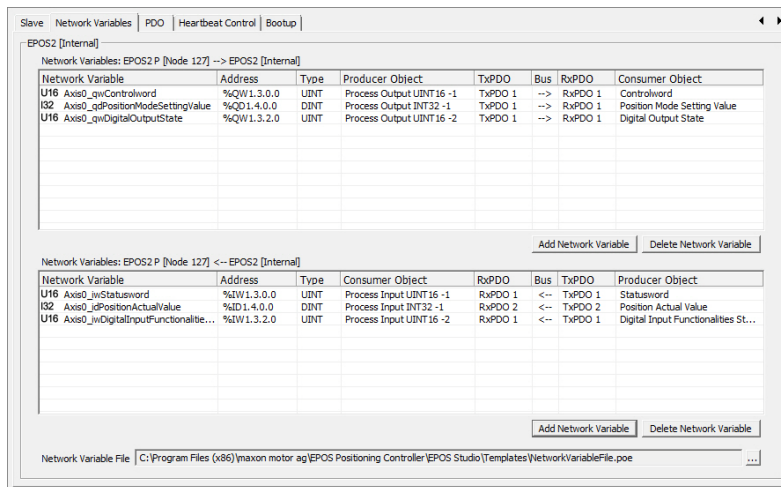 Slave Network Variables PDO Heartbeat Control Bootup
EPOS2 [Internal]
Network Variables: EPOS2 P [Node 127] --> EPOS2 [Internal]
Network Variable Address Type Producer Object TxPDO Bus RxPDO Consumer Object
U16 Axis0_qwControlword %QW1.3.0.0 UINT Process Output UINT16 -1 TxPDO 1 --> RxPDO 1 Controlword
I32 Axis0_qdPositionModeSettingValue %QD1.4.0.0 DINT Process Output INT32 -1 TxPDO 1 --> RxPDO 1 Position Mode Setting Value
U16 Axis0_qwDigitalOutputState %QW1.3.2.0 UINT Process Output UINT16 -2 TxPDO 1 --> RxPDO 1 Digital Output State
Add Network Variable Delete Network Variable
Network Variables: EPOS2 P [Node 127] <-- EPOS2 [Internal]
Network Variable Address Type Consumer Object RxPDO Bus TxPDO Producer Object
U16 Axis0_iwStatusword %IW1.3.0.0 UINT Process Input UINT16 -1 RxPDO 1 <-- TxPDO 1 Statusword
I32 Axis0_idPositionActualValue %ID1.4.0.0 DINT Process Input INT32 -1 RxPDO 2 <-- TxPDO 2 Position Actual Value
U16 Axis0_iwDigitalInputFunctionalitie... %IW1.3.2.0 UINT Process Input UINT16 -2 RxPDO 1 <-- TxPDO 1 Digital Input Functionalities St...
Add Network Variable Delete Network Variable
Network Variable File C:\Program Files (x86)\maxon motor ag\EPOS Positioning Controller\EPOS Studio\Templates\NetworkVariableFile.poe ...